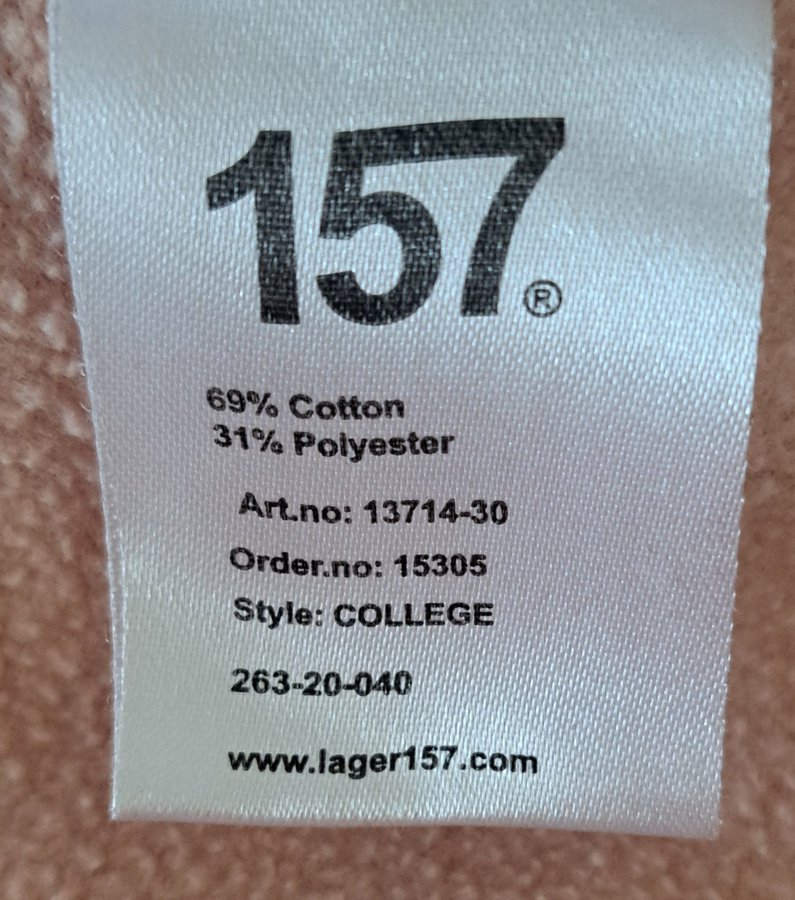 157®
69% Cotton
31% Polyester
Art.no: 13714-30
Order.no: 15305
Style: COLLEGE
263-20-040
www.lager157.com